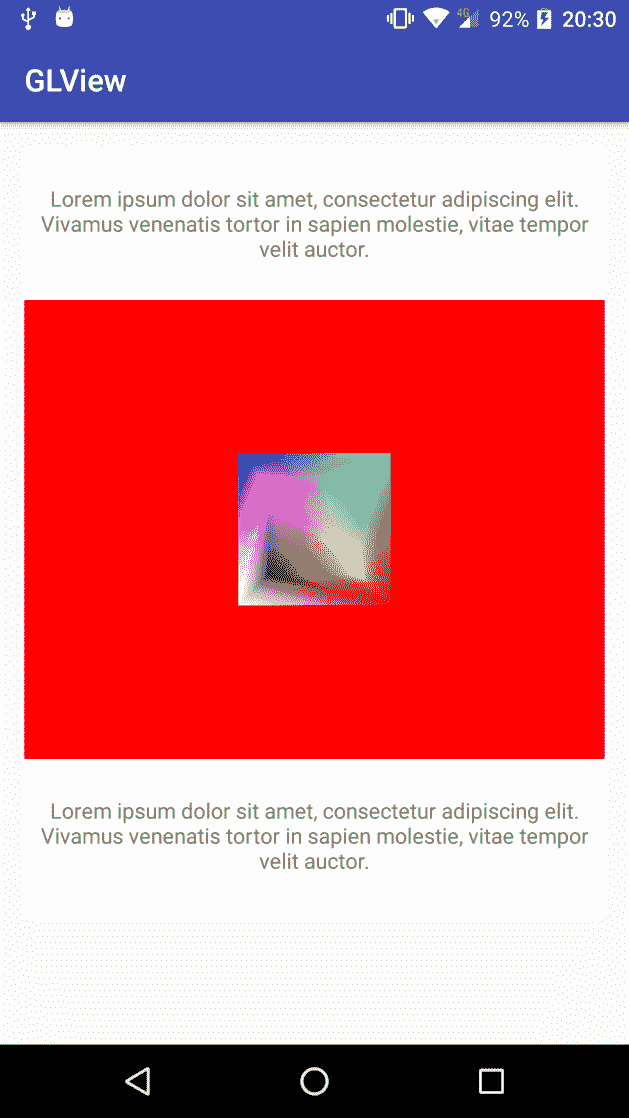 4G 92% 20:30
GLView
Lorem ipsum dolor sit amet, consectetur adipiscing elit.
Vivamus venenatis tortor in sapien molestie, vitae tempor
velit auctor.
Lorem ipsum dolor sit amet, consectetur adipiscing elit.
Vivamus venenatis tortor in sapien molestie, vitae tempor
velit auctor.